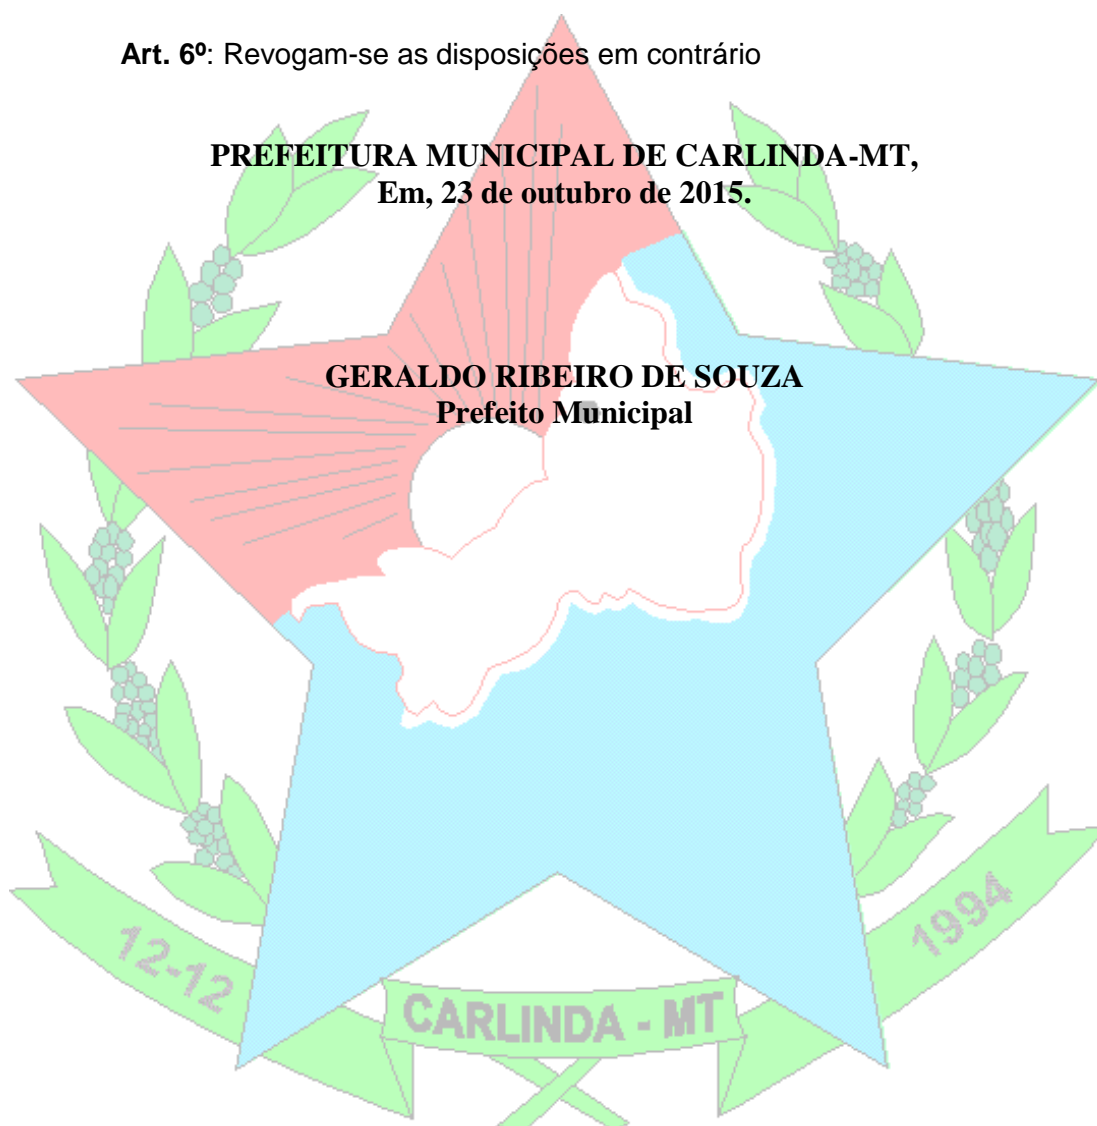 Art. 6º: Revogam-se as disposições em contrário
PREFEITURA MUNICIPAL DE CARLINDA-MT,
Em, 23 de outubro de 2015.
GERALDO RIBEIRO DE SOUZA
Prefeito Municipal
12-12
CARLINDA - MT
1994